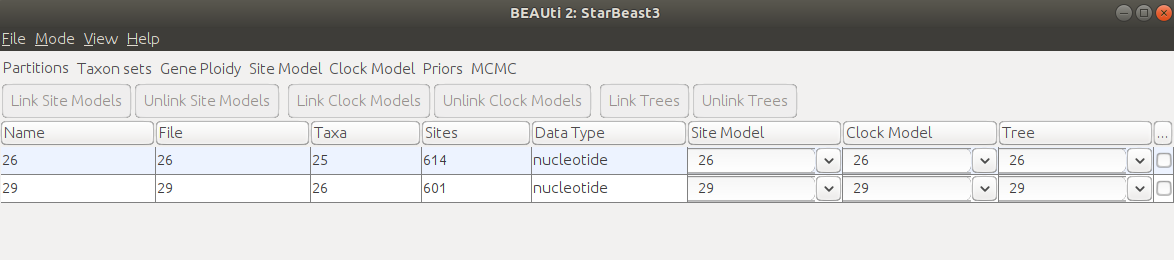 BEAUti 2: StarBeast3
File Mode View Help
Partitions Taxon sets Gene Ploidy Site Model Clock Model Priors MCMC
Link Site Models Unlink Site Models Link Clock Models Unlink Clock Models Link Trees Unlink Trees
Name File Taxa Sites Data Type Site Model Clock Model Tree ...
26 26 25 614 nucleotide 26 26 26
29 29 26 601 nucleotide 29 29 29